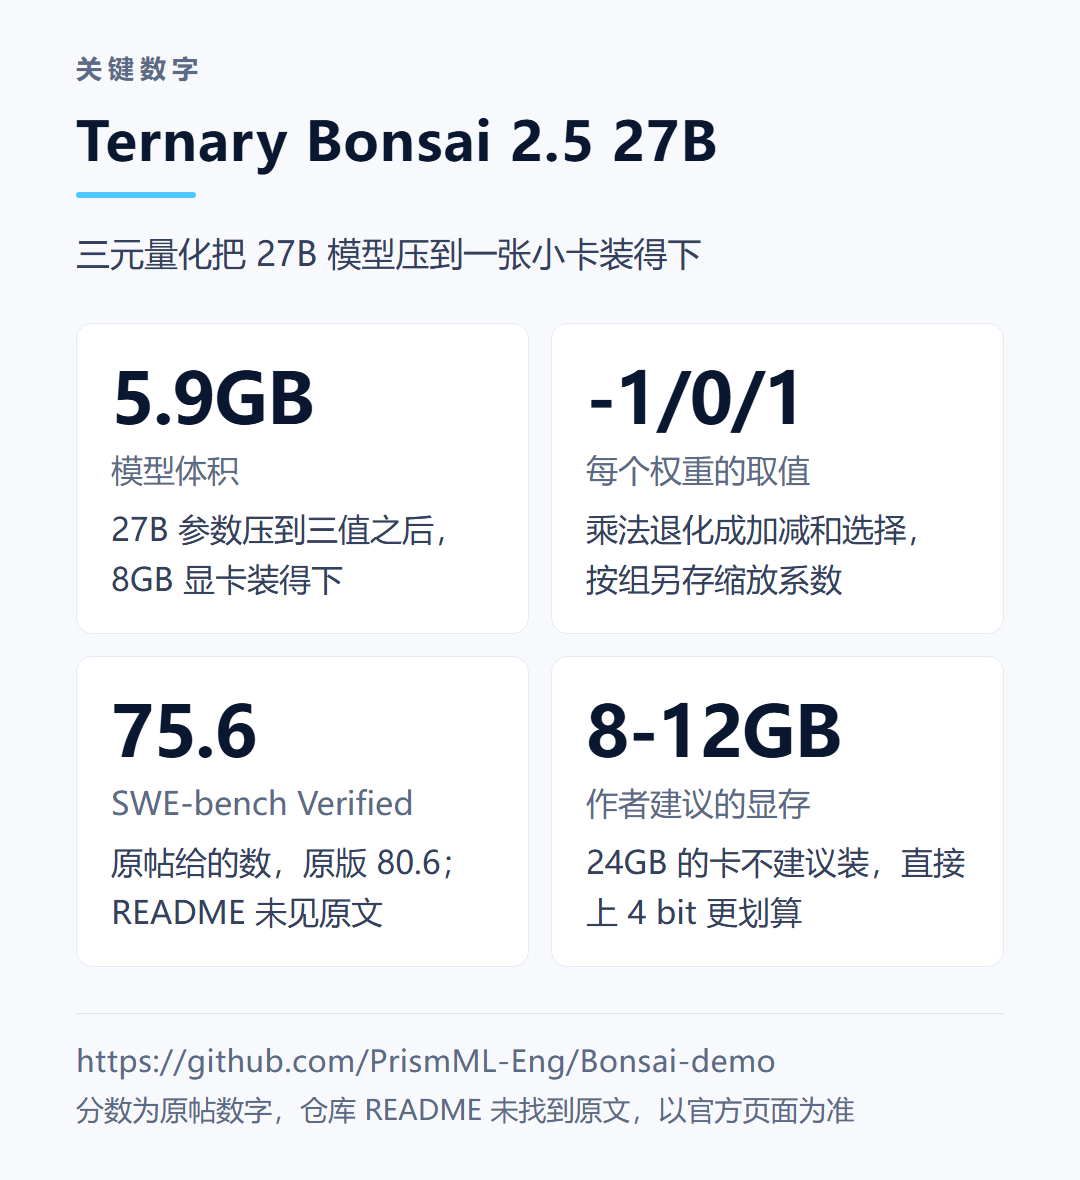 关键数字
Ternary Bonsai 2.5 27B
三元量化把 27B 模型压到一张小卡装得下
5.9GB
模型体积
27B 参数压到三值之后，
8GB 显卡装得下
-1/0/1
每个权重的取值
乘法退化成加减和选择，
按组另存缩放系数
75.6
SWE-bench Verified
原帖给的数，原版 80.6；
README 未见原文
8-12GB
作者建议的显存
24GB 的卡不建议装，直接
上 4 bit 更划算
https://github.com/PrismML-Eng/Bonsai-demo
分数为原帖数字，仓库 README 未找到原文，以官方页面为准